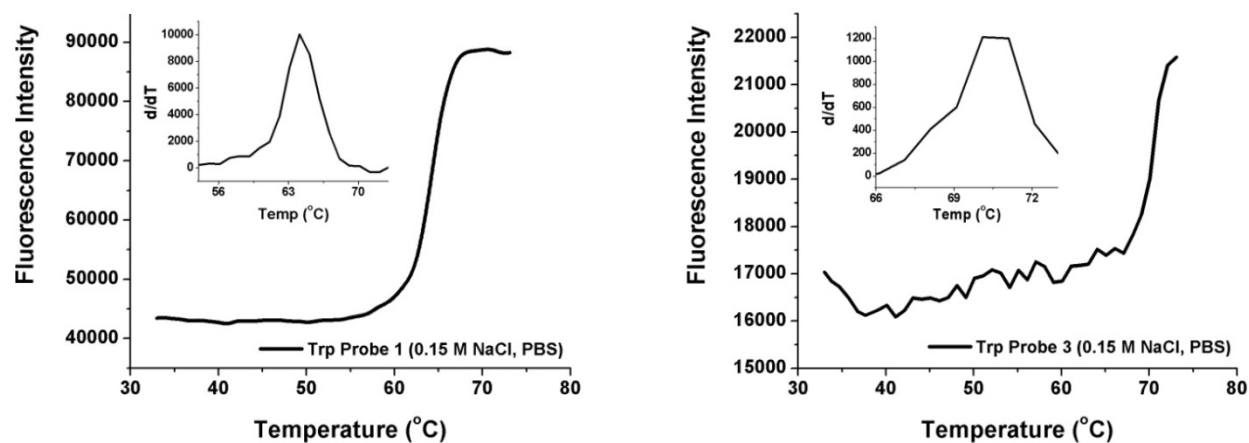 Fluorescence Intensity
90000
80000
70000
60000
50000
40000
d/dT
10000
8000
6000
4000
2000
0
56 63 70
Temp (°C)
Trp Probe 1 (0.15 M NaCl, PBS)
30 40 50 60 70 80
Temperature (°C)
Fluorescence Intensity
22000
21000
20000
19000
18000
17000
16000
15000
d/dT
1200
1000
800
600
400
200
0
66 69 72
Temp (°C)
Trp Probe 3 (0.15 M NaCl, PBS)
30 40 50 60 70 80
Temperature (°C)